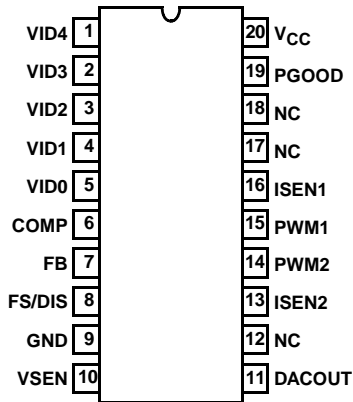 VID4 1 20 VCC
VID3 2 19 PGOOD
VID2 3 18 NC
VID1 4 17 NC
VID0 5 16 ISEN1
COMP 6 15 PWM1
FB 7 14 PWM2
FS/DIS 8 13 ISEN2
GND 9 12 NC
VSEN 10 11 DACOUT